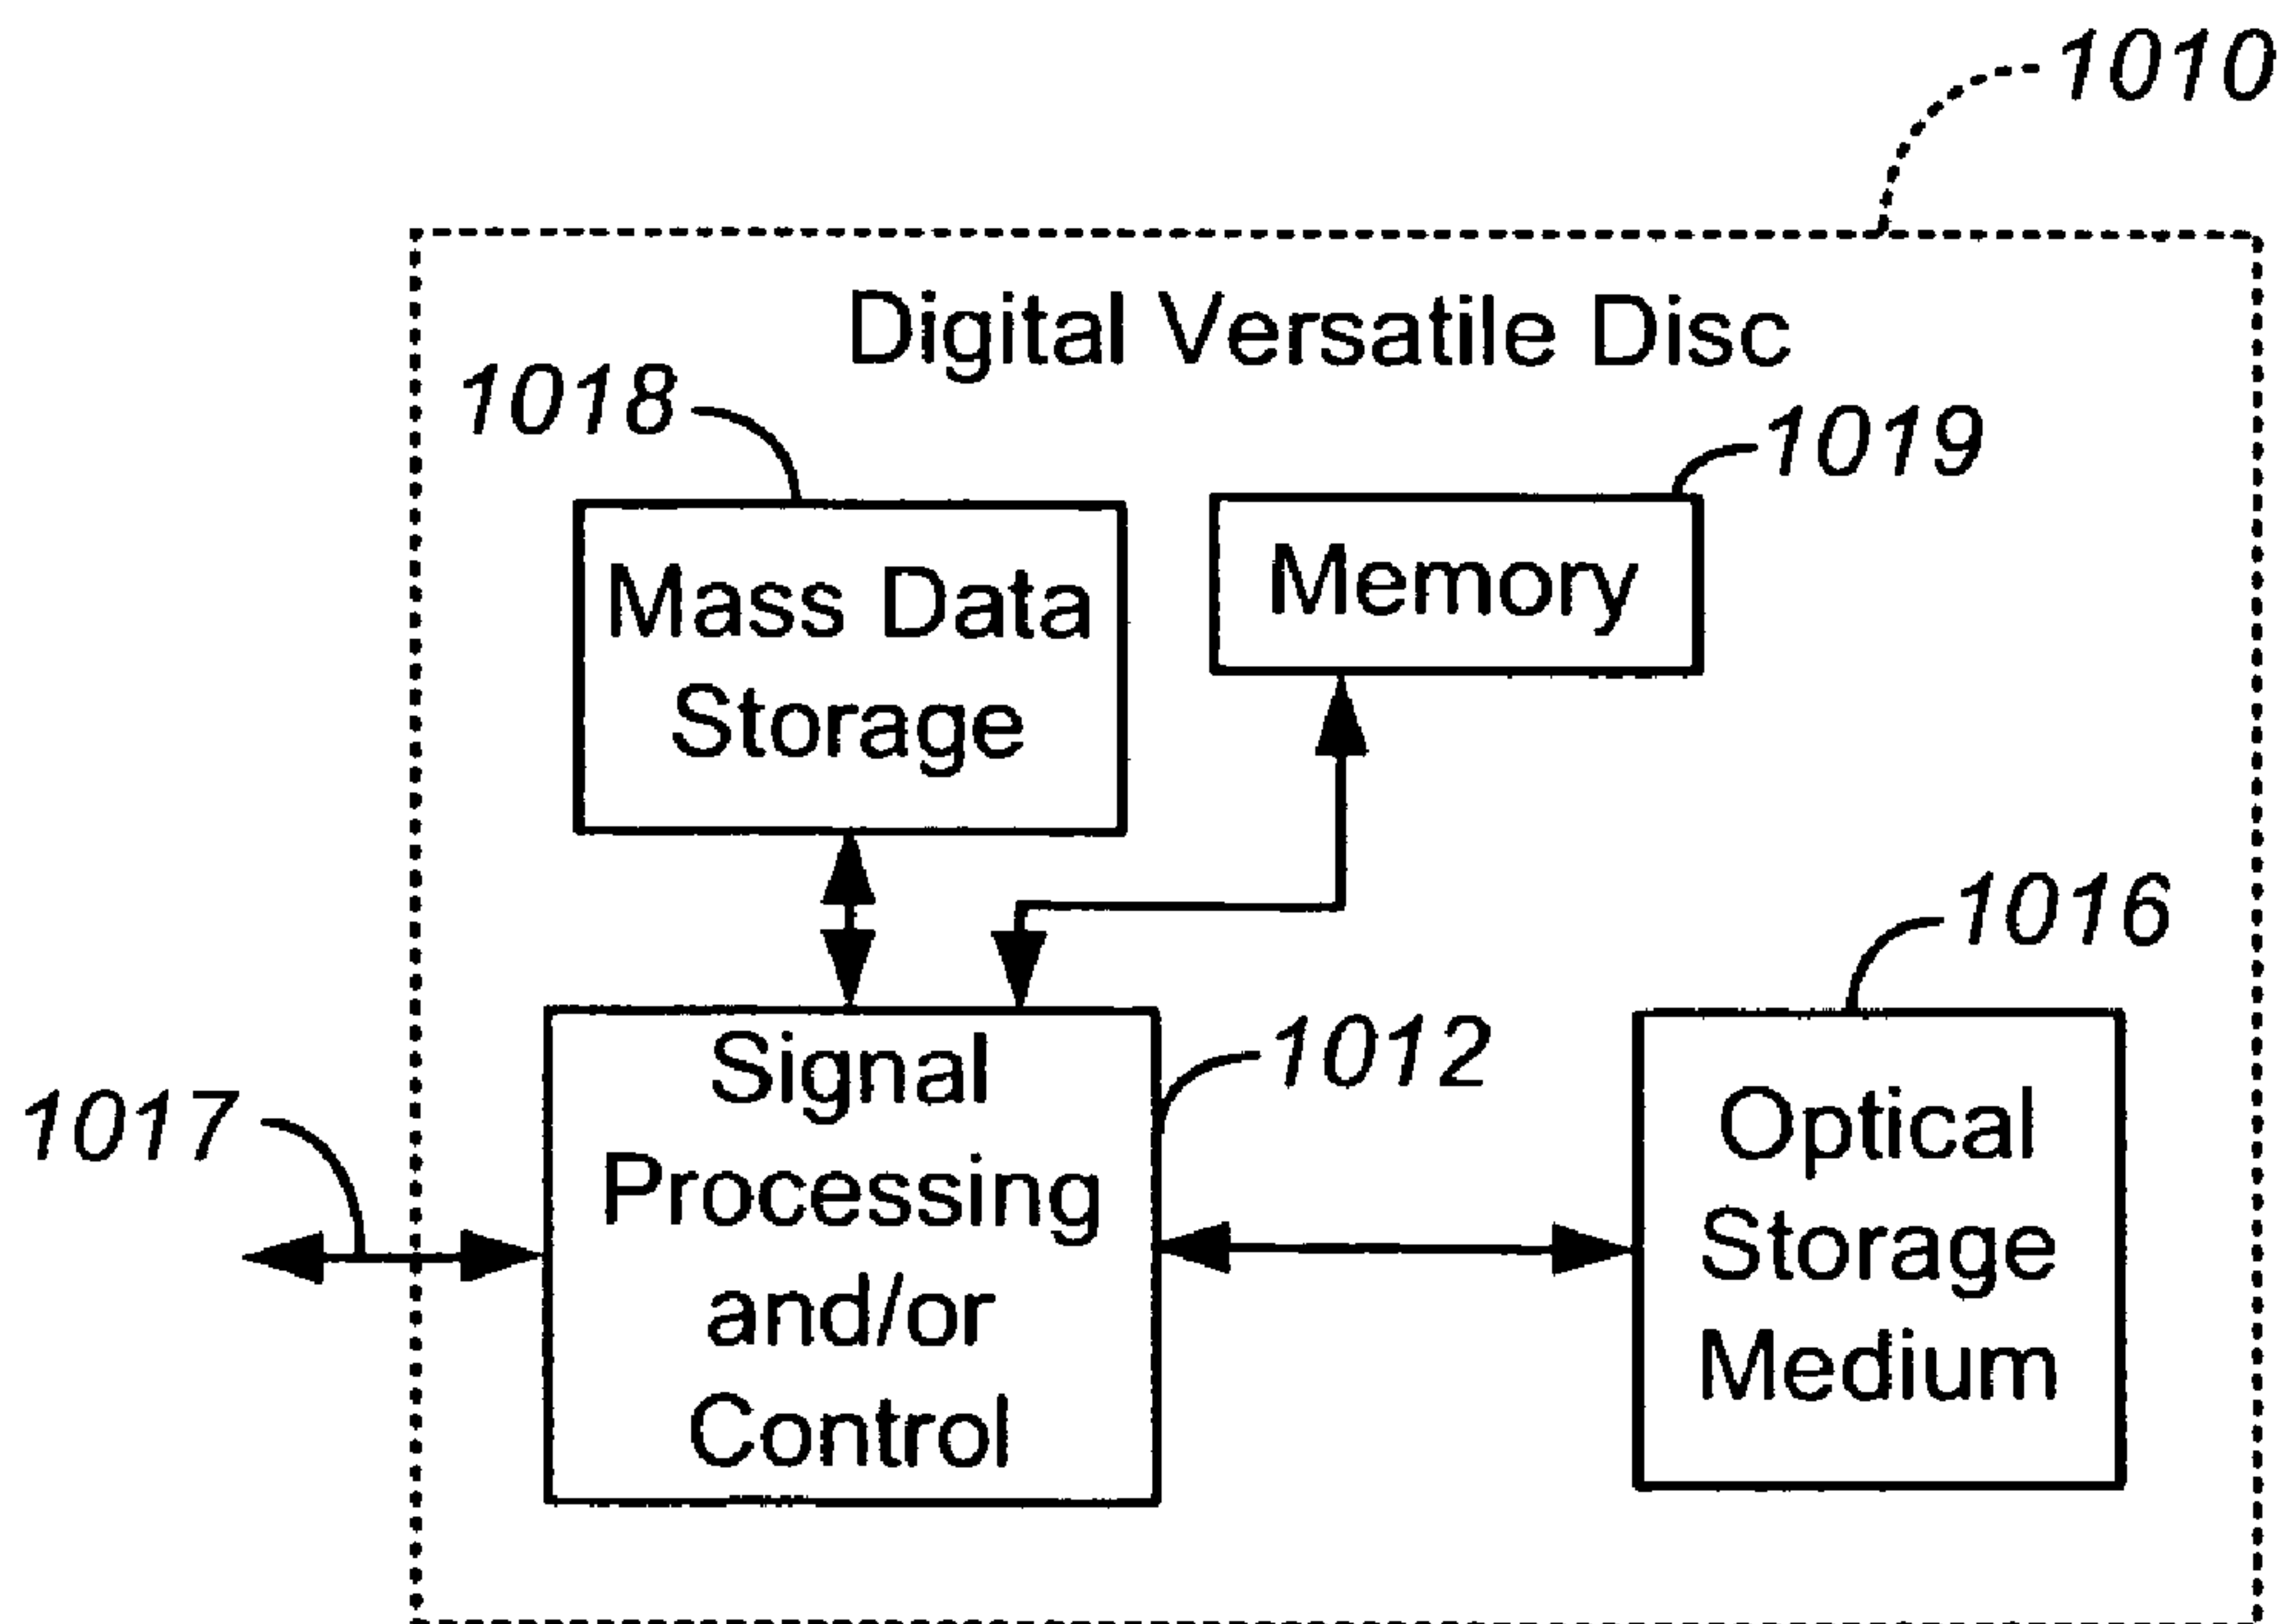 1010
Digital Versatile Disc
1018
1019
Mass Data
Storage
Memory
1016
1012
Signal
Processing
and/or
Control
1017
Optical
Storage
Medium